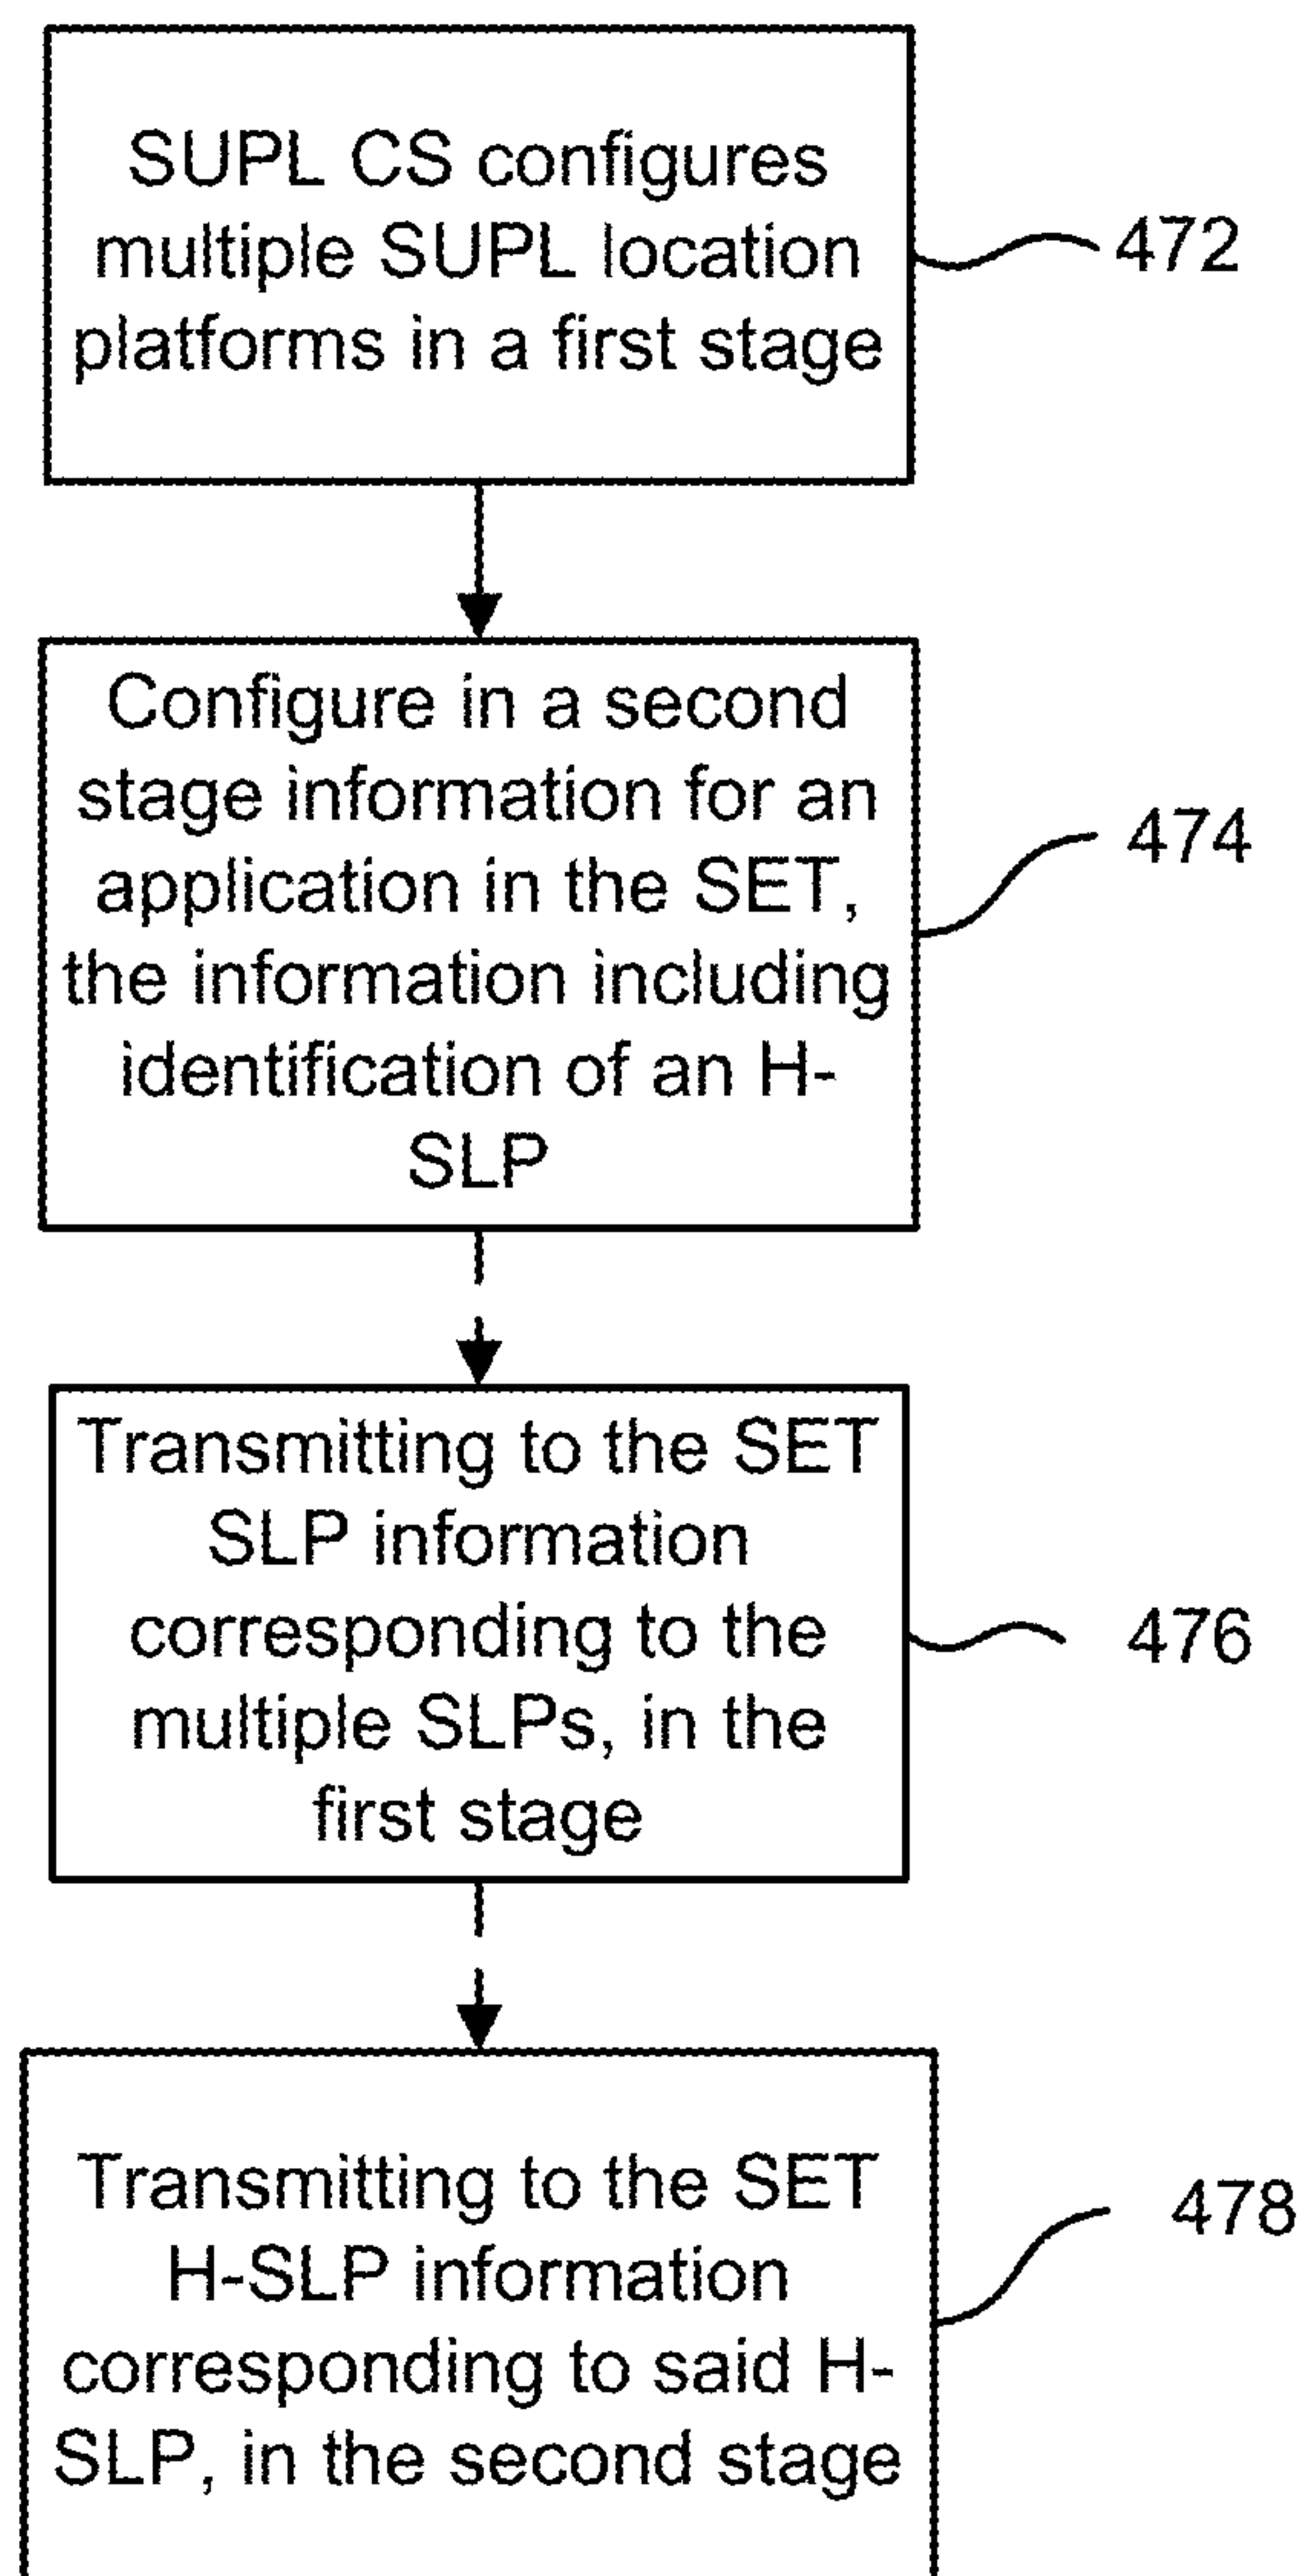 SUPL CS configures
multiple SUPL location
platforms in a first stage
472
Configure in a second
stage information for an
application in the SET,
the information including
identification of an H-
SLP
474
Transmitting to the SET
SLP information
corresponding to the
multiple SLPs, in the
first stage
476
Transmitting to the SET
H-SLP information
corresponding to said H-
SLP, in the second stage
478